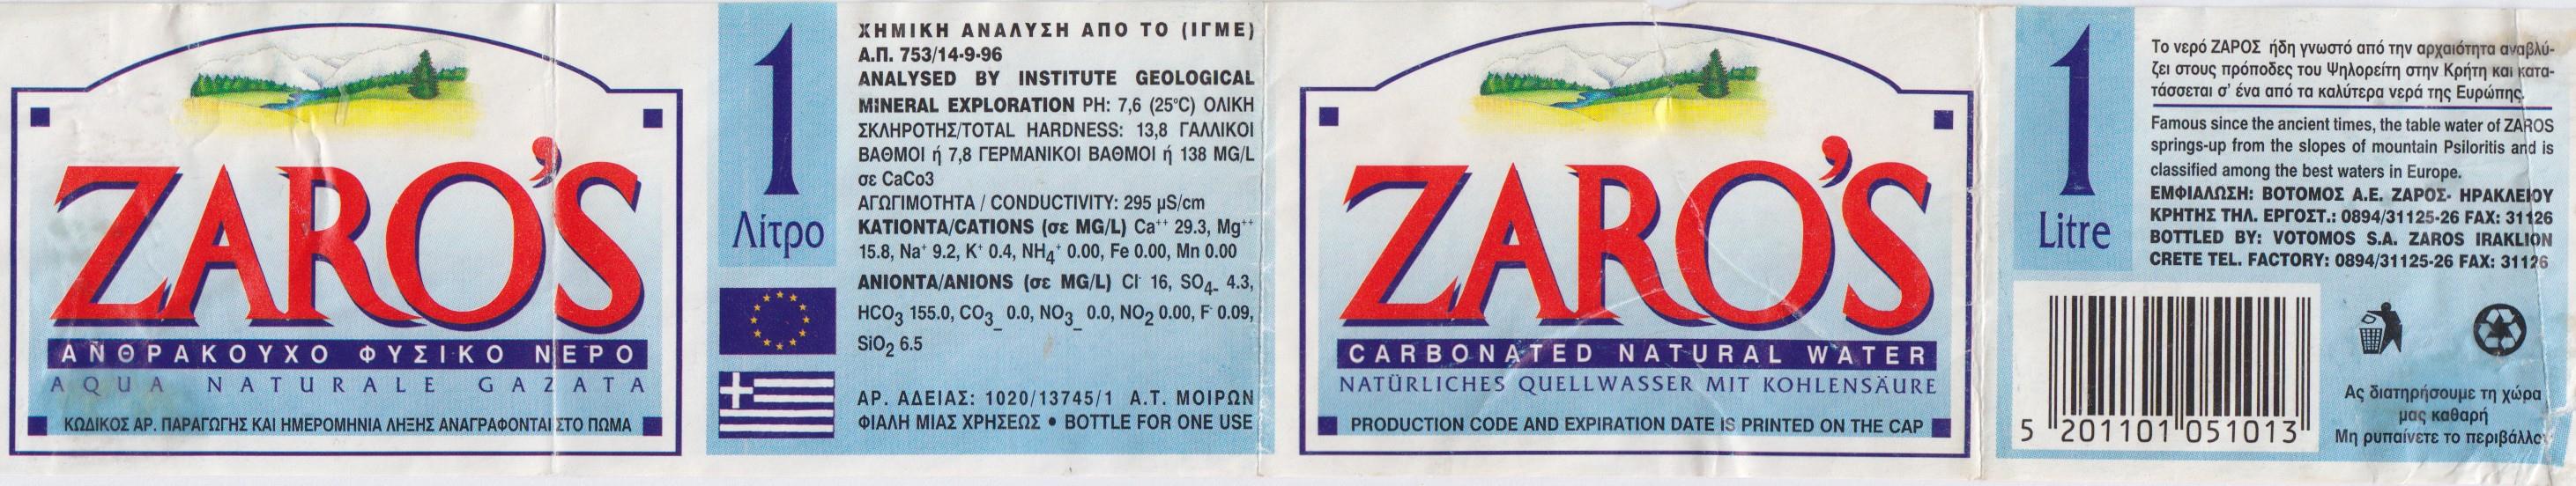 ZARO'S
ΑΝΘΡΑΚΟΥΧΟ ΦΥΣΙΚΟ ΝΕΡΟ
AQUA NATURALE GAZATA
ΚΩΔΙΚΟΣ ΑΡ. ΠΑΡΑΓΩΓΗΣ ΚΑΙ ΗΜΕΡΟΜΗΝΙΑ ΛΗΞΗΣ ΑΝΑΓΡΑΦΟΝΤΑΙ ΣΤΟ ΠΩΜΑ
1
Λίτρο
ΧΗΜΙΚΗ ΑΝΑΛΥΣΗ ΑΠΟ ΤΟ (ΙΓΜΕ)
Α.Π. 753/14-9-96
ANALYSED BY INSTITUTE GEOLOGICAL
MINERAL EXPLORATION PH: 7,6 (25°C) ΟΛΙΚΗ
ΣΚΛΗΡΟΤΗΣ/TOTAL HARDNESS: 13,8 ΓΑΛΛΙΚΟΙ
ΒΑΘΜΟΙ ή 7,8 ΓΕΡΜΑΝΙΚΟΙ ΒΑΘΜΟΙ ή 138 MG/L
σε CaCo3
ΑΓΩΓΙΜΟΤΗΤΑ / CONDUCTIVITY: 295 μS/cm
ΚΑΤΙΟΝΤΑ/CATIONS (σε MG/L) Ca⁺⁺ 29.3, Mg⁺⁺
15.8, Na⁺ 9.2, K⁺ 0.4, NH₄⁺ 0.00, Fe 0.00, Mn 0.00
ΑΝΙΟΝΤΑ/ANIONS (σε MG/L) Cl⁻ 16, SO₄₋ 4.3,
HCO₃ 155.0, CO₃_ 0.0, NO₃_ 0.0, NO₂ 0.00, F⁻ 0.09,
SiO₂ 6.5
ΑΡ. ΑΔΕΙΑΣ: 1020/13745/1 Α.Τ. ΜΟΙΡΩΝ
ΦΙΑΛΗ ΜΙΑΣ ΧΡΗΣΕΩΣ • BOTTLE FOR ONE USE
ZARO'S
CARBONATED NATURAL WATER
NATÜRLICHES QUELLWASSER MIT KOHLENSÄURE
PRODUCTION CODE AND EXPIRATION DATE IS PRINTED ON THE CAP
1
Litre
Το νερό ΖΑΡΟΣ ήδη γνωστό από την αρχαιότητα αναβλύ-
ζει στους πρόποδες του Ψηλορείτη στην Κρήτη και κατα-
τάσσεται σ' ένα από τα καλύτερα νερά της Ευρώπης.
Famous since the ancient times, the table water of ZAROS
springs-up from the slopes of mountain Psiloritis and is
classified among the best waters in Europe.
ΕΜΦΙΑΛΩΣΗ: ΒΟΤΟΜΟΣ Α.Ε. ΖΑΡΟΣ- ΗΡΑΚΛΕΙΟΥ
ΚΡΗΤΗΣ ΤΗΛ. ΕΡΓΟΣΤ.: 0894/31125-26 FAX: 31126
BOTTLED BY: VOTOMOS S.A. ZAROS IRAKLION
CRETE TEL. FACTORY: 0894/31125-26 FAX: 31126
5 201101 051013
Ας διατηρήσουμε τη χώρα
μας καθαρή
Μη ρυπαίνετε το περιβάλλον